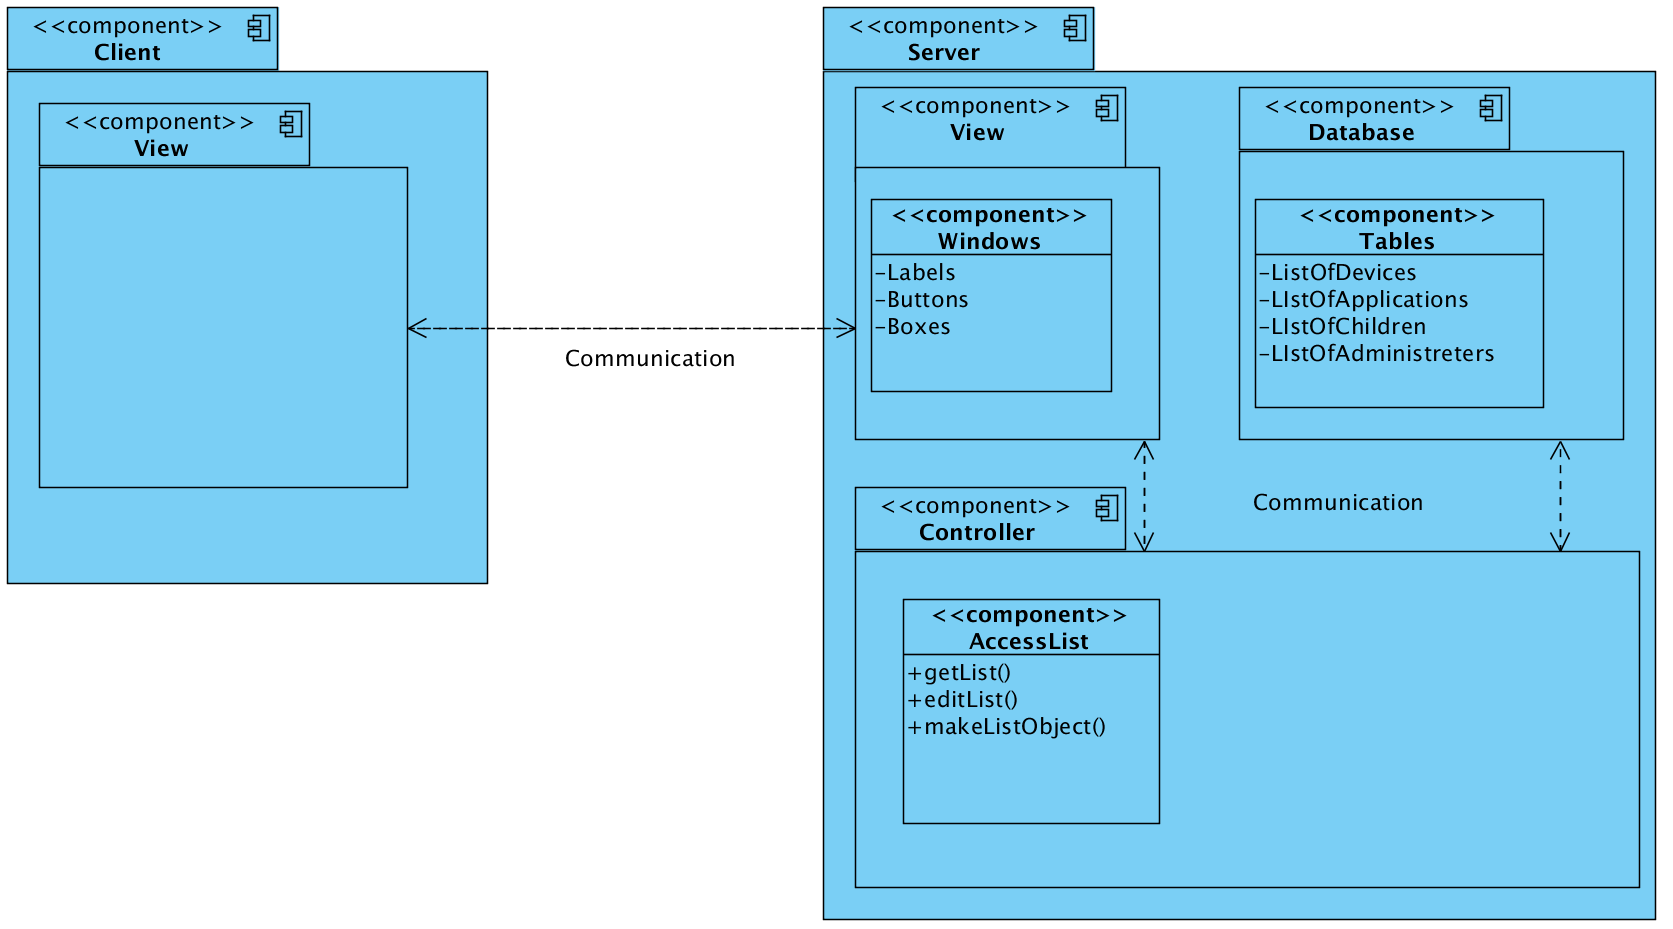 <<component>>
Client
<<component>>
View
Communication
<<component>>
Server
<<component>>
View
<<component>>
Windows
-Labels
-Buttons
-Boxes
<<component>>
Database
<<component>>
Tables
-ListOfDevices
-LIstOfApplications
-LIstOfChildren
-LIstOfAdministreters
Communication
<<component>>
Controller
<<component>>
AccessList
+getList()
+editList()
+makeListObject()